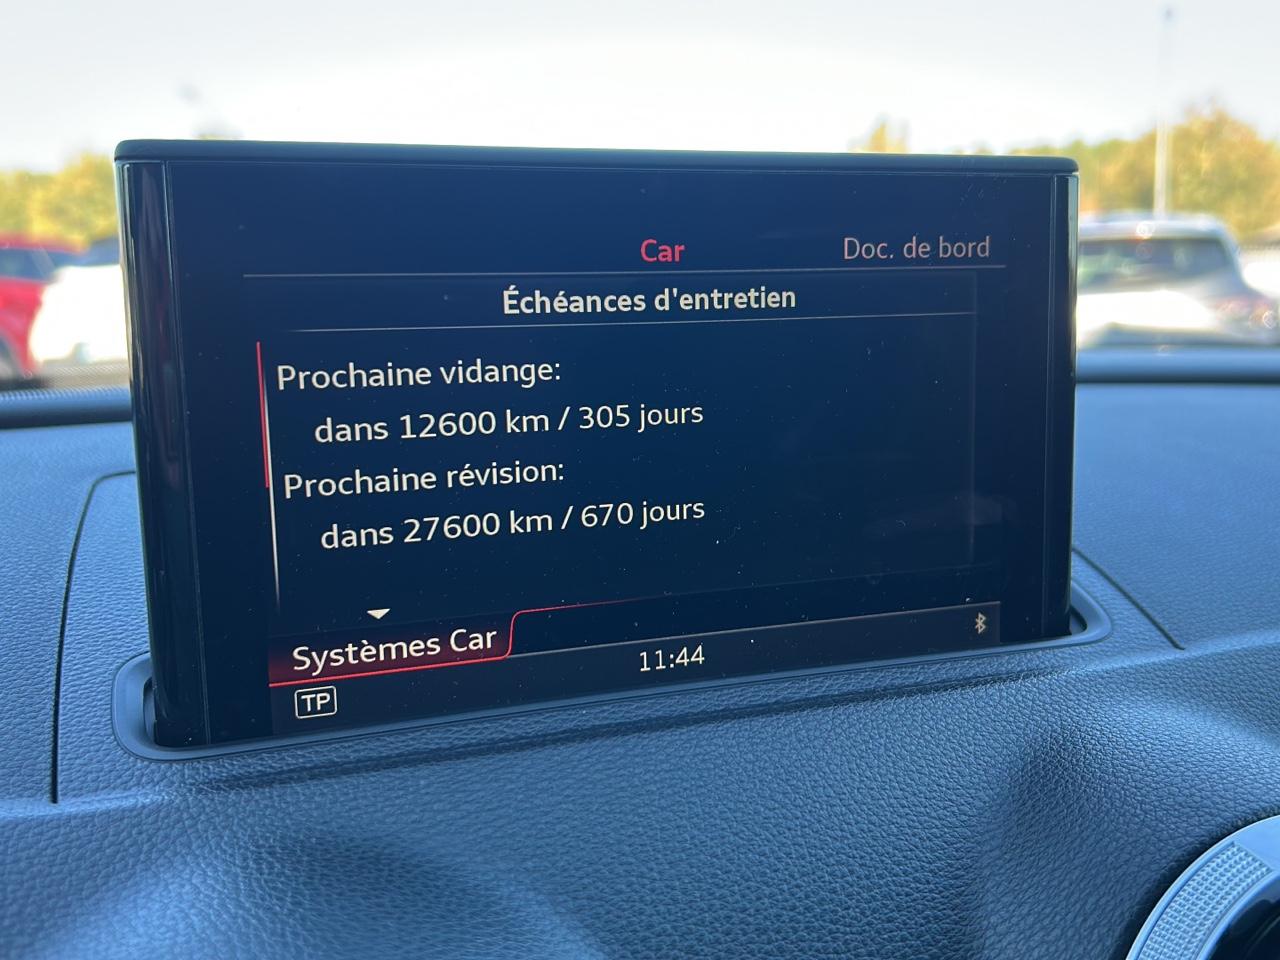 Car
Doc. de bord
Échéances d'entretien
Prochaine vidange:
dans 12600 km / 305 jours
Prochaine révision:
dans 27600 km / 670 jours
Systèmes Car
11:44
TP